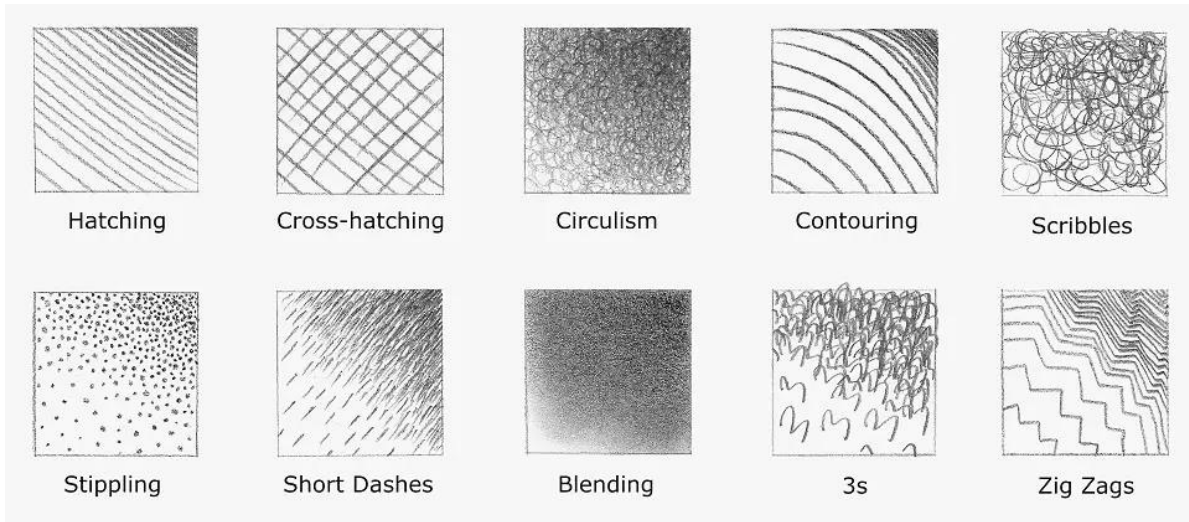 Hatching
Cross-hatching
Circulism
Contouring
Scribbles
Stippling
Short Dashes
Blending
3s
Zig Zags